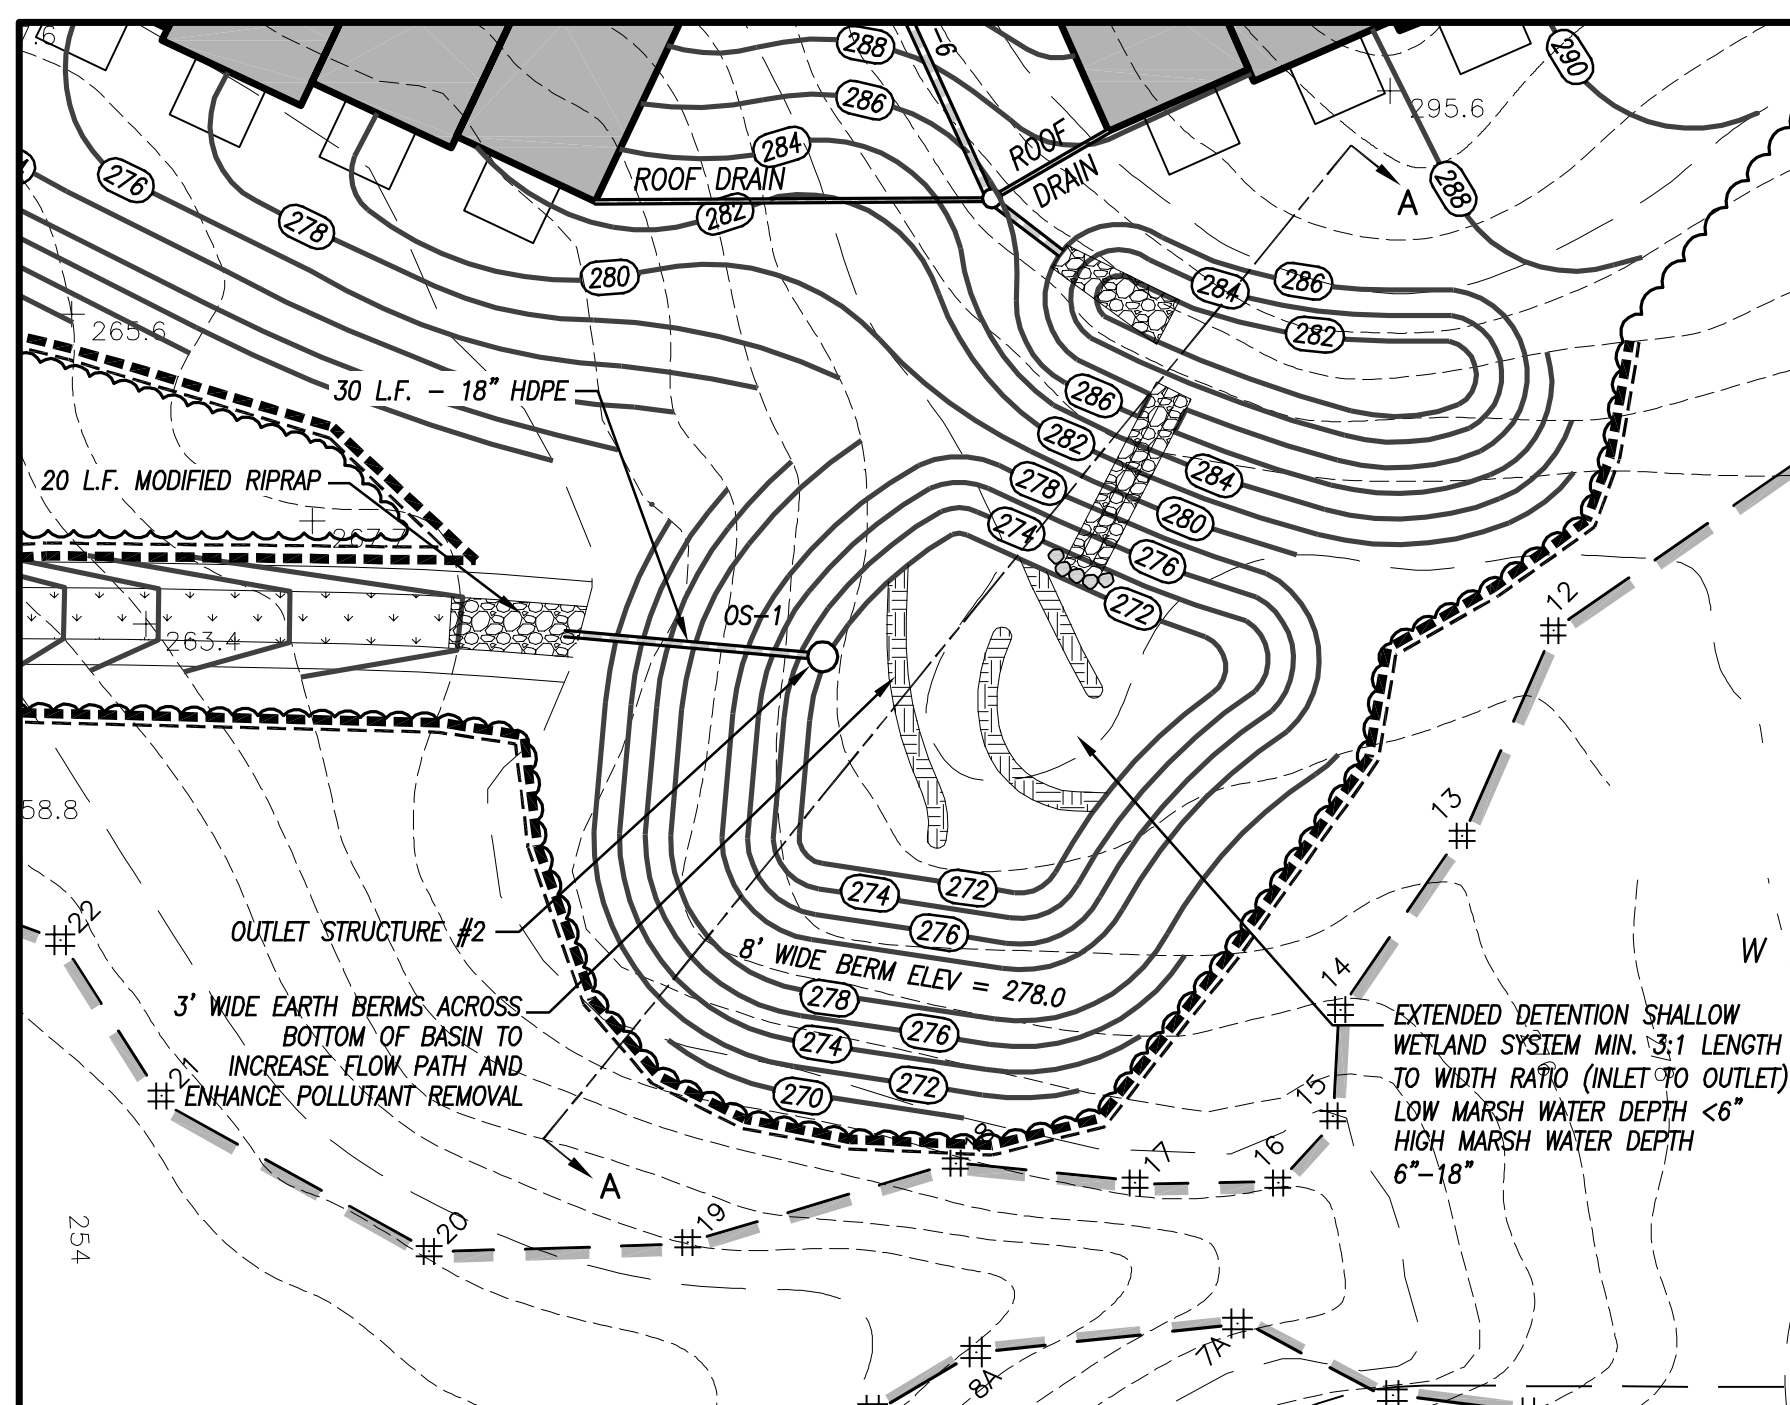 288
290
286
295.6
284
ROOF DRAIN
ROOF
DRAIN
276
282
288
A
278
280
284
286
282
265.6
30 L.F. - 18" HDPE
286
282
278
284
20 L.F. MODIFIED RIPRAP
274
280
276
267.7
272
OS-1
12
263.4
13
58.8
274
272
22
OUTLET STRUCTURE #2
276
8' WIDE BERM ELEV = 278.0
W
14
278
3' WIDE EARTH BERMS ACROSS
BOTTOM OF BASIN TO
INCREASE FLOW PATH AND
ENHANCE POLLUTANT REMOVAL
276
274
272
270
EXTENDED DETENTION SHALLOW
WETLAND SYSTEM MIN. 3:1 LENGTH
TO WIDTH RATIO (INLET TO OUTLET)
LOW MARSH WATER DEPTH <6"
HIGH MARSH WATER DEPTH
6"-18"
21
15
18
17
16
A
20
19
254
7A
8A